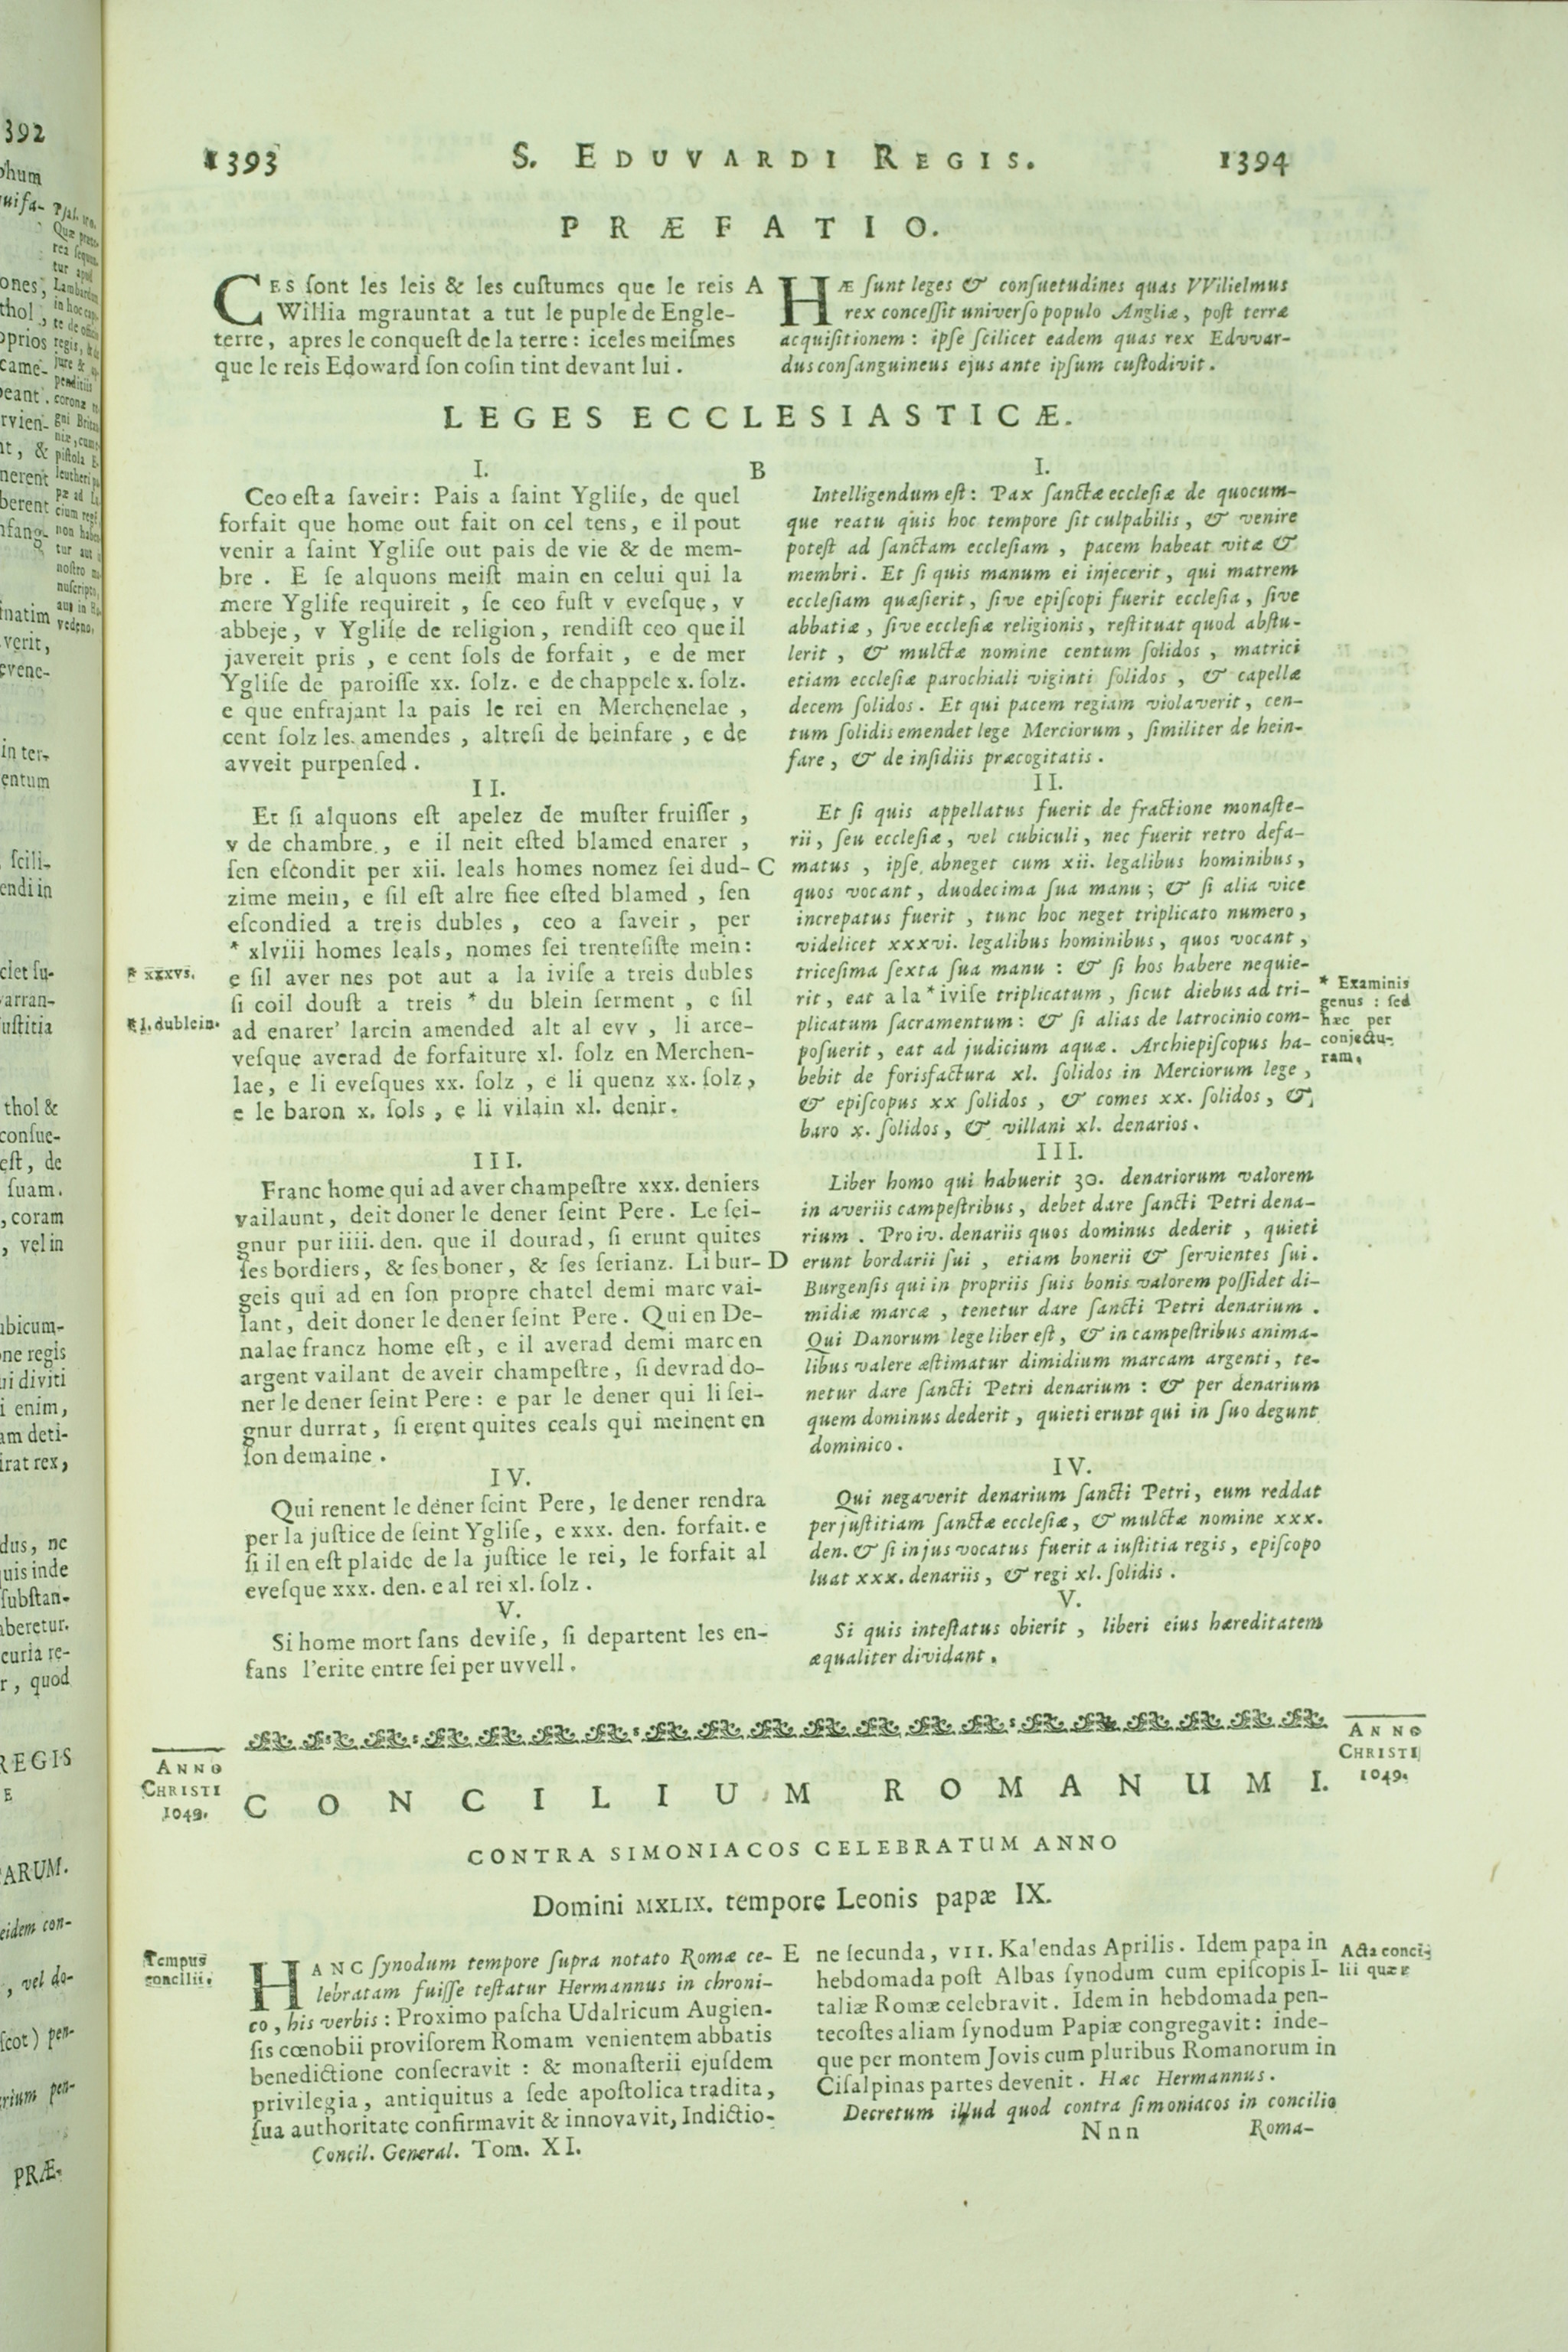 1393 S. EDUVARDI REGIS. 1394
PRÆFATIO.
CES ſont les leis & les cuſtumes que le reis
Willia mgrauntat a tut le puple de Engle-
terre, apres le conqueſt de la terre: iceles meiſmes
que le reis Edoward ſon coſin tint devant lui.
A
HÆ ſunt leges & conſuetudines quas VVilielmus
rex conceſſit univerſo populo Angliæ, poſt terræ
acquiſitionem: ipſe ſcilicet eadem quas rex Edvvar-
dus conſanguineus ejus ante ipſum cuſtodivit.
LEGES ECCLESIASTICÆ.
I.
Ceo eſt a ſaveir: Pais a ſaint Ygliſe, de quel
forfait que home out fait on cel tens, e il pout
venir a ſaint Ygliſe out pais de vie & de mem-
bre. E ſe alquons meiſt main en celui qui la
mere Ygliſe requireit, ſe ceo fuſt v eveſque, v
abbeje, v Ygliſe de religion, rendiſt ceo que il
javereit pris, e cent ſols de forfait, e de mer
Ygliſe de paroiſſe xx. ſolz. e de chappele x. ſolz.
e que enfrajant la pais le rei en Merchenelae,
cent ſolz les amendes, altreſi de heinfare, e de
avveit purpenſed.
II.
Et ſi alquons eſt apelez de muſter fruiſſer,
v de chambre, e il neit eſted blamed enarer,
ſen eſcondit per xii. leals homes nomez ſei dud-
zime mein, e ſil eſt alre fiee eſted blamed, ſen
eſcondied a treis dubles, ceo a ſaveir, per
* xlviii homes leals, nomes ſei trenteſiſte mein:
e ſil aver nes pot aut a la iviſe a treis dubles
ſi coil douſt a treis * du blein ſerment, e ſil
ad enarer' larcin amended alt al evv, li arce-
veſque averad de forfaiture xl. ſolz en Merchen-
lae, e li eveſques xx. ſolz, e li quenz xx. ſolz,
e le baron x. ſols, e li vilain xl. denir.
* xxxvs.
* l. dublein.
III.
Franc home qui ad aver champeſtre xxx. deniers
vailaunt, deit doner le dener ſeint Pere. Le ſei-
gnur pur iiii. den. que il dourad, ſi erunt quites
ſes bordiers, & ſes boner, & ſes ſerianz. Li bur-
geis qui ad en ſon propre chatel demi marc vai-
lant, deit doner le dener ſeint Pere. Qui en De-
nalae francz home eſt, e il averad demi marc en
argent vailant de aveir champeſtre, ſi devrad do-
ner le dener ſeint Pere: e par le dener qui li ſei-
gnur durrat, ſi erent quites ceals qui meinent en
ſon demaine.
IV.
Qui renent le dener ſeint Pere, le dener rendra
per la juſtice de ſeint Ygliſe, e xxx. den. forfait. e
ſi il en eſt plaide de la juſtice le rei, le forfait al
eveſque xxx. den. e al rei xl. ſolz.
V.
Si home mort ſans deviſe, ſi departent les en-
fans l'erite entre ſei per uvvell.
B
C
D
I.
Intelligendum eſt: Pax ſanctæ eccleſiæ de quocum-
que reatu quis hoc tempore ſit culpabilis, & venire
poteſt ad ſanctam eccleſiam, pacem habeat vitæ &
membri. Et ſi quis manum ei injecerit, qui matrem
eccleſiam quæſierit, ſive epiſcopi fuerit eccleſia, ſive
abbatiæ, ſive eccleſiæ religionis, reſtituat quod abſtu-
lerit, & mulctæ nomine centum ſolidos, matrici
etiam eccleſiæ parochiali viginti ſolidos, & capellæ
decem ſolidos. Et qui pacem regiam violaverit, cen-
tum ſolidis emendet lege Merciorum, ſimiliter de hein-
fare, & de inſidiis præcogitatis.
II.
Et ſi quis appellatus fuerit de fractione monaſte-
rii, ſeu eccleſiæ, vel cubiculi, nec fuerit retro defa-
matus, ipſe abneget cum xii. legalibus hominibus,
quos vocant, duodecima ſua manu; & ſi alia vice
increpatus fuerit, tunc hoc neget triplicato numero,
videlicet xxxvi. legalibus hominibus, quos vocant,
triceſima ſexta ſua manu: & ſi hos habere nequie-
rit, eat a la * iviſe triplicatum, ſicut diebus ad tri-
plicatum ſacramentum: & ſi alias de latrocinio com-
poſuerit, eat ad judicium aquæ. Archiepiſcopus ha-
bebit de forisfactura xl. ſolidos in Merciorum lege,
& epiſcopus xx ſolidos, & comes xx. ſolidos, &
baro x. ſolidos, & villani xl. denarios.
* Examinis
genus: ſed
hæc per
conjectu-
ram.
III.
Liber homo qui habuerit 30. denariorum valorem
in averiis campeſtribus, debet dare ſancti Petri dena-
rium. Pro iv. denariis quos dominus dederit, quieti
erunt bordarii ſui, etiam bonerii & ſervientes ſui.
Burgenſis qui in propriis ſuis bonis valorem poſſidet di-
midiæ marcæ, tenetur dare ſancti Petri denarium.
Qui Danorum lege liber eſt, & in campeſtribus anima-
libus valere æſtimatur dimidium marcam argenti, te-
netur dare ſancti Petri denarium: & per denarium
quem dominus dederit, quieti erunt qui in ſuo degunt
dominico.
IV.
Qui negaverit denarium ſancti Petri, eum reddat
per juſtitiam ſanctæ eccleſiæ, & mulctæ nomine xxx.
den. & ſi in jus vocatus fuerit a iuſtitia regis, epiſcopo
luat xxx. denariis, & regi xl. ſolidis.
V.
Si quis inteſtatus obierit, liberi eius hæreditatem
æqualiter dividant.
ANNO
CHRISTI
1049.
ANNO
CHRISTI
1049.
CONCILIUM ROMANUM I.
CONTRA SIMONIACOS CELEBRATUM ANNO
Domini MXLIX. tempore Leonis papæ IX.
Tempus
concilii.
HANC ſynodum tempore ſupra notato Romæ ce-
lebratam fuiſſe teſtatur Hermannus in chroni-
co, his verbis: Proximo paſcha Udalricum Augien-
ſis cœnobii proviſorem Romam venientem abbatis
benedictione conſecravit: & monaſterii ejuſdem
privilegia, antiquitus a ſede apoſtolica tradita,
ſua authoritate confirmavit & innovavit, Indictio-
Concil. General. Tom. XI.
E
ne ſecunda, VII. Kalendas Aprilis. Idem papa in
hebdomada poſt Albas ſynodum cum epiſcopis I-
taliæ Romæ celebravit. Idem in hebdomada pen-
tecoſtes aliam ſynodum Papiæ congregavit: inde-
que per montem Jovis cum pluribus Romanorum in
Ciſalpinas partes devenit. Hæc Hermannus.
Decretum illud quod contra ſimoniacos in concilio
Nnn Roma-
Acta conci-
lii quæ
392